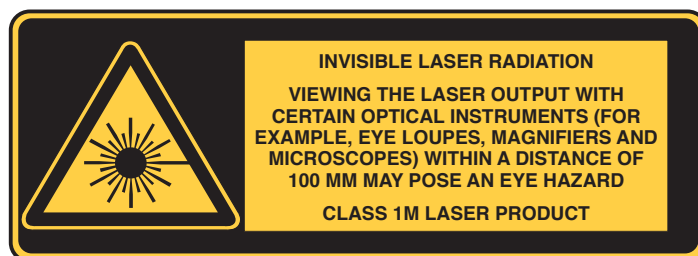 INVISIBLE LASER RADIATION
VIEWING THE LASER OUTPUT WITH
CERTAIN OPTICAL INSTRUMENTS (FOR
EXAMPLE, EYE LOUPES, MAGNIFIERS AND
MICROSCOPES) WITHIN A DISTANCE OF
100 MM MAY POSE AN EYE HAZARD
CLASS 1M LASER PRODUCT